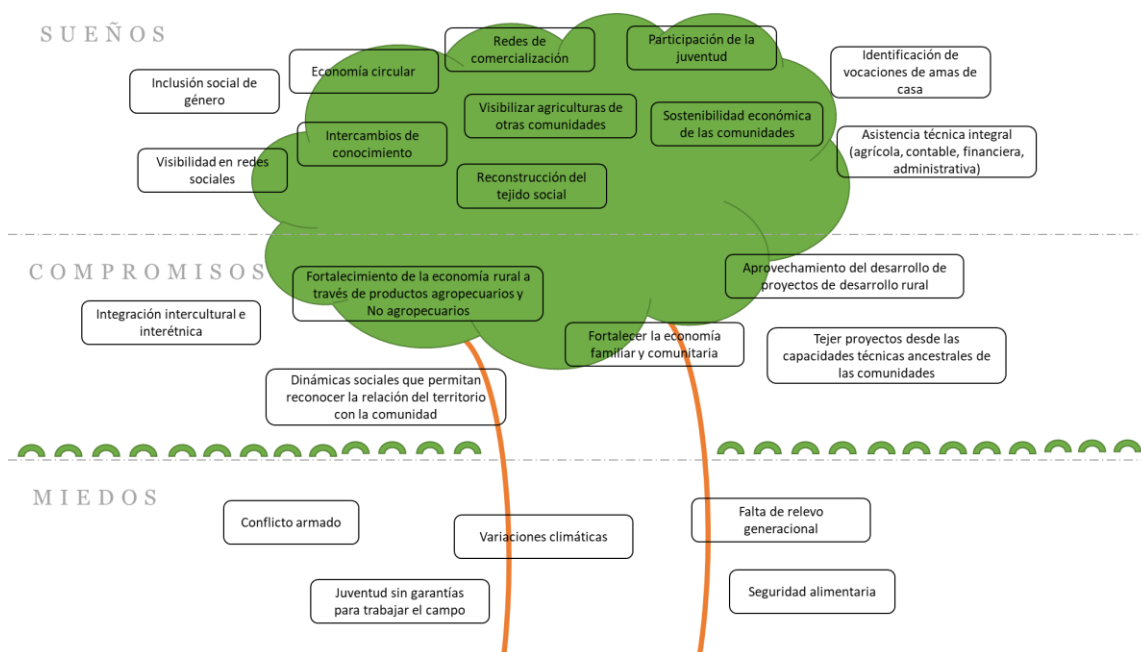 SUEÑOS
Redes de
comercialización
Participación de la
juventud
Identificación de
vocaciones de amas de
casa
Economía circular
Inclusión social de
género
Visibilizar agriculturas de
otras comunidades
Sostenibilidad económica
de las comunidades
Intercambios de
conocimiento
Asistencia técnica integral
(agrícola, contable, financiera,
administrativa)
Visibilidad en redes
sociales
Reconstrucción del
tejido social
COMPROMISOS
Fortalecimiento de la economía rural a
través de productos agropecuarios y
No agropecuarios
Aprovechamiento del desarrollo de
proyectos de desarrollo rural
Integración intercultural e
interétnica
Fortalecer la economía
familiar y comunitaria
Tejer proyectos desde las
capacidades técnicas ancestrales de
las comunidades
Dinámicas sociales que permitan
reconocer la relación del territorio
con la comunidad
MIEDOS
Conflicto armado
Variaciones climáticas
Falta de relevo
generacional
Juventud sin garantías
para trabajar el campo
Seguridad alimentaria